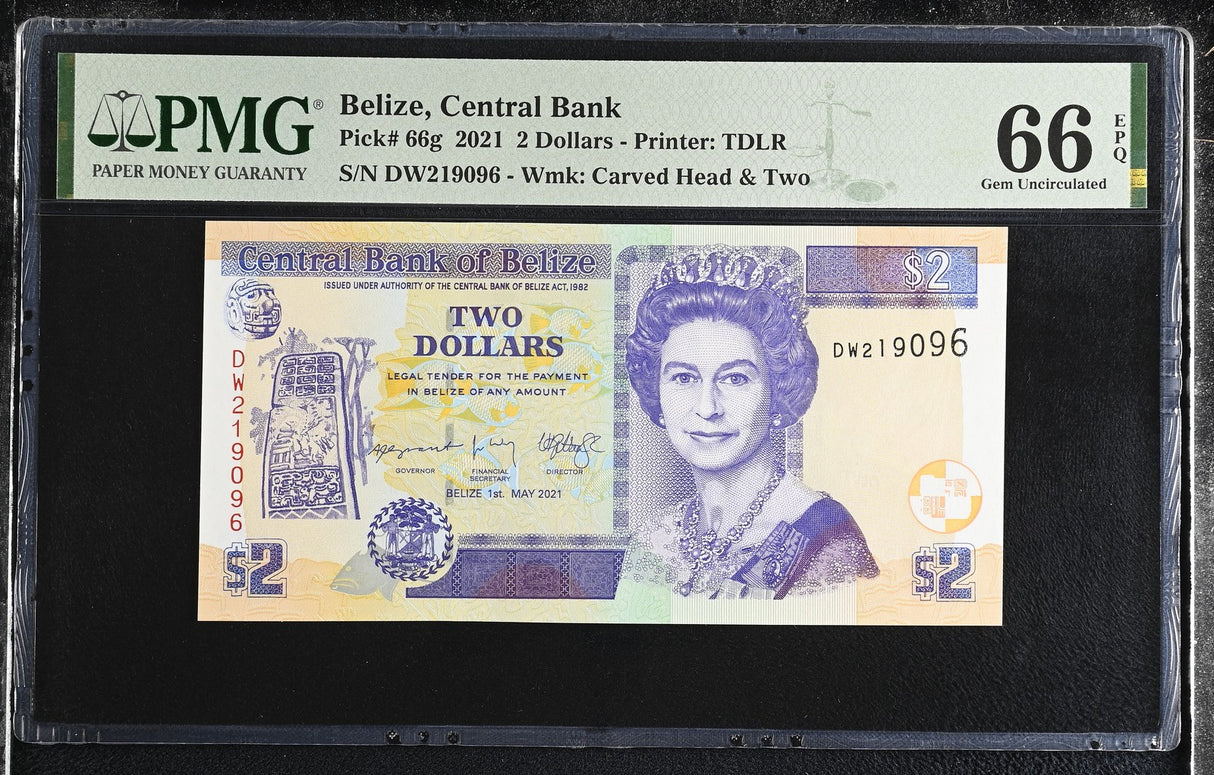 PMG®
PAPER MONEY GUARANTY
Belize, Central Bank
Pick# 66g 2021 2 Dollars - Printer: TDLR
S/N DW219096 - Wmk: Carved Head & Two
66
EPQ
Gem Uncirculated
Central Bank of Belize
ISSUED UNDER AUTHORITY OF THE CENTRAL BANK OF BELIZE ACT, 1982
TWO
DOLLARS
LEGAL TENDER FOR THE PAYMENT
IN BELIZE OF ANY AMOUNT
GOVERNOR
FINANCIAL
SECRETARY
DIRECTOR
BELIZE 1st. MAY 2021
DW219096
$2
$2
DW219096
$2